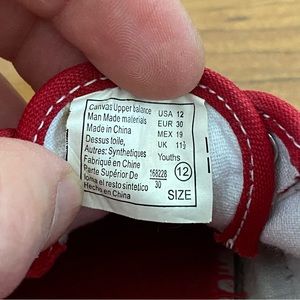 Canvas Upper balance
Man Made materials
Made in China
Dessus toile,
Autres: Synthetiques
Fabriqué en Chine
Parte Superior De
lona el resto sintetico
Hecho en China
USA 12
EUR 30
MEX 19
UK 11½
Youths
168228
30
12
SIZE